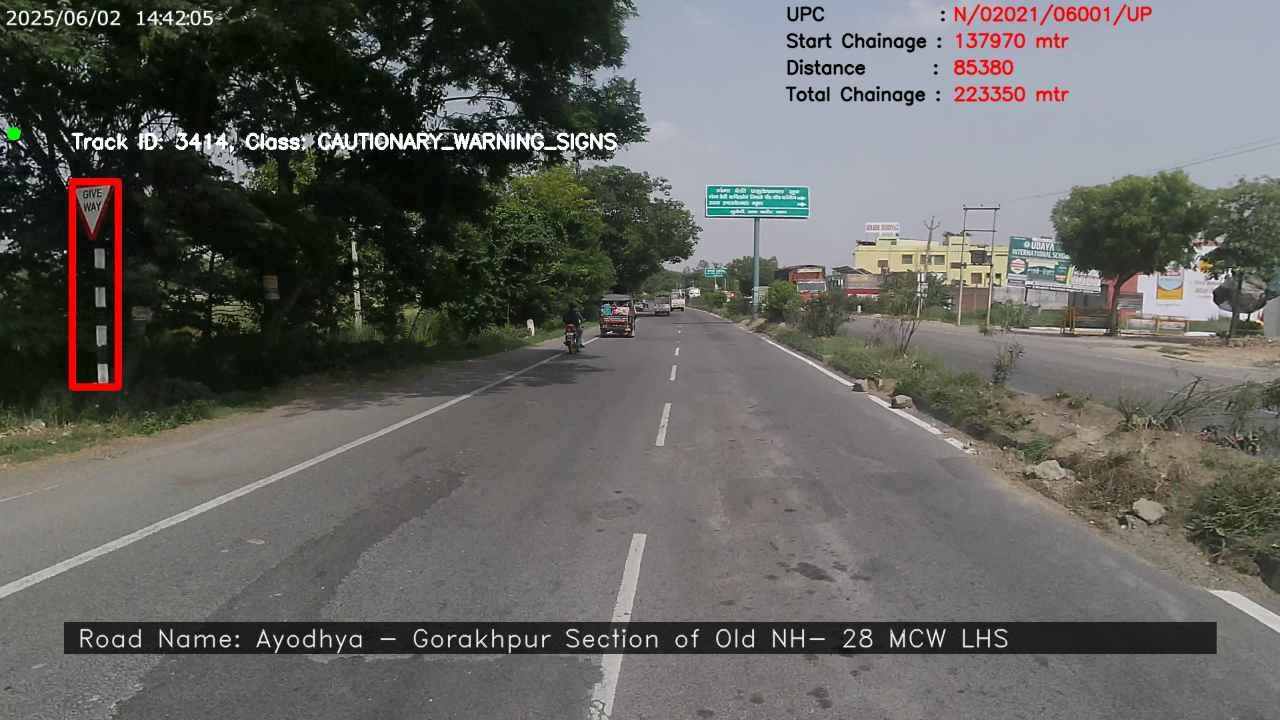 2025/06/02 14:42:05
UPC : N/02021/06001/UP
Start Chainage : 137970 mtr
Distance : 85380
Total Chainage : 223350 mtr
Track ID: 3414, Class: CAUTIONARY_WARNING_SIGNS
GIVE
WAY
UDAYA
INTERNATIONAL SCHOOL
Road Name: Ayodhya - Gorakhpur Section of Old NH- 28 MCW LHS